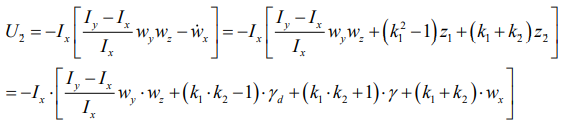 U_2 = -I_x [ (I_y - I_x)/I_x w_y w_z - ẇ_x ] = -I_x [ (I_y - I_x)/I_x w_y w_z + (k_1^2 - 1) z_1 + (k_1 + k_2) z_2 ]
= -I_x · [ (I_y - I_x)/I_x w_y · w_z + (k_1 · k_2 - 1) · γ_d + (k_1 · k_2 + 1) · γ + (k_1 + k_2) · w_x ]